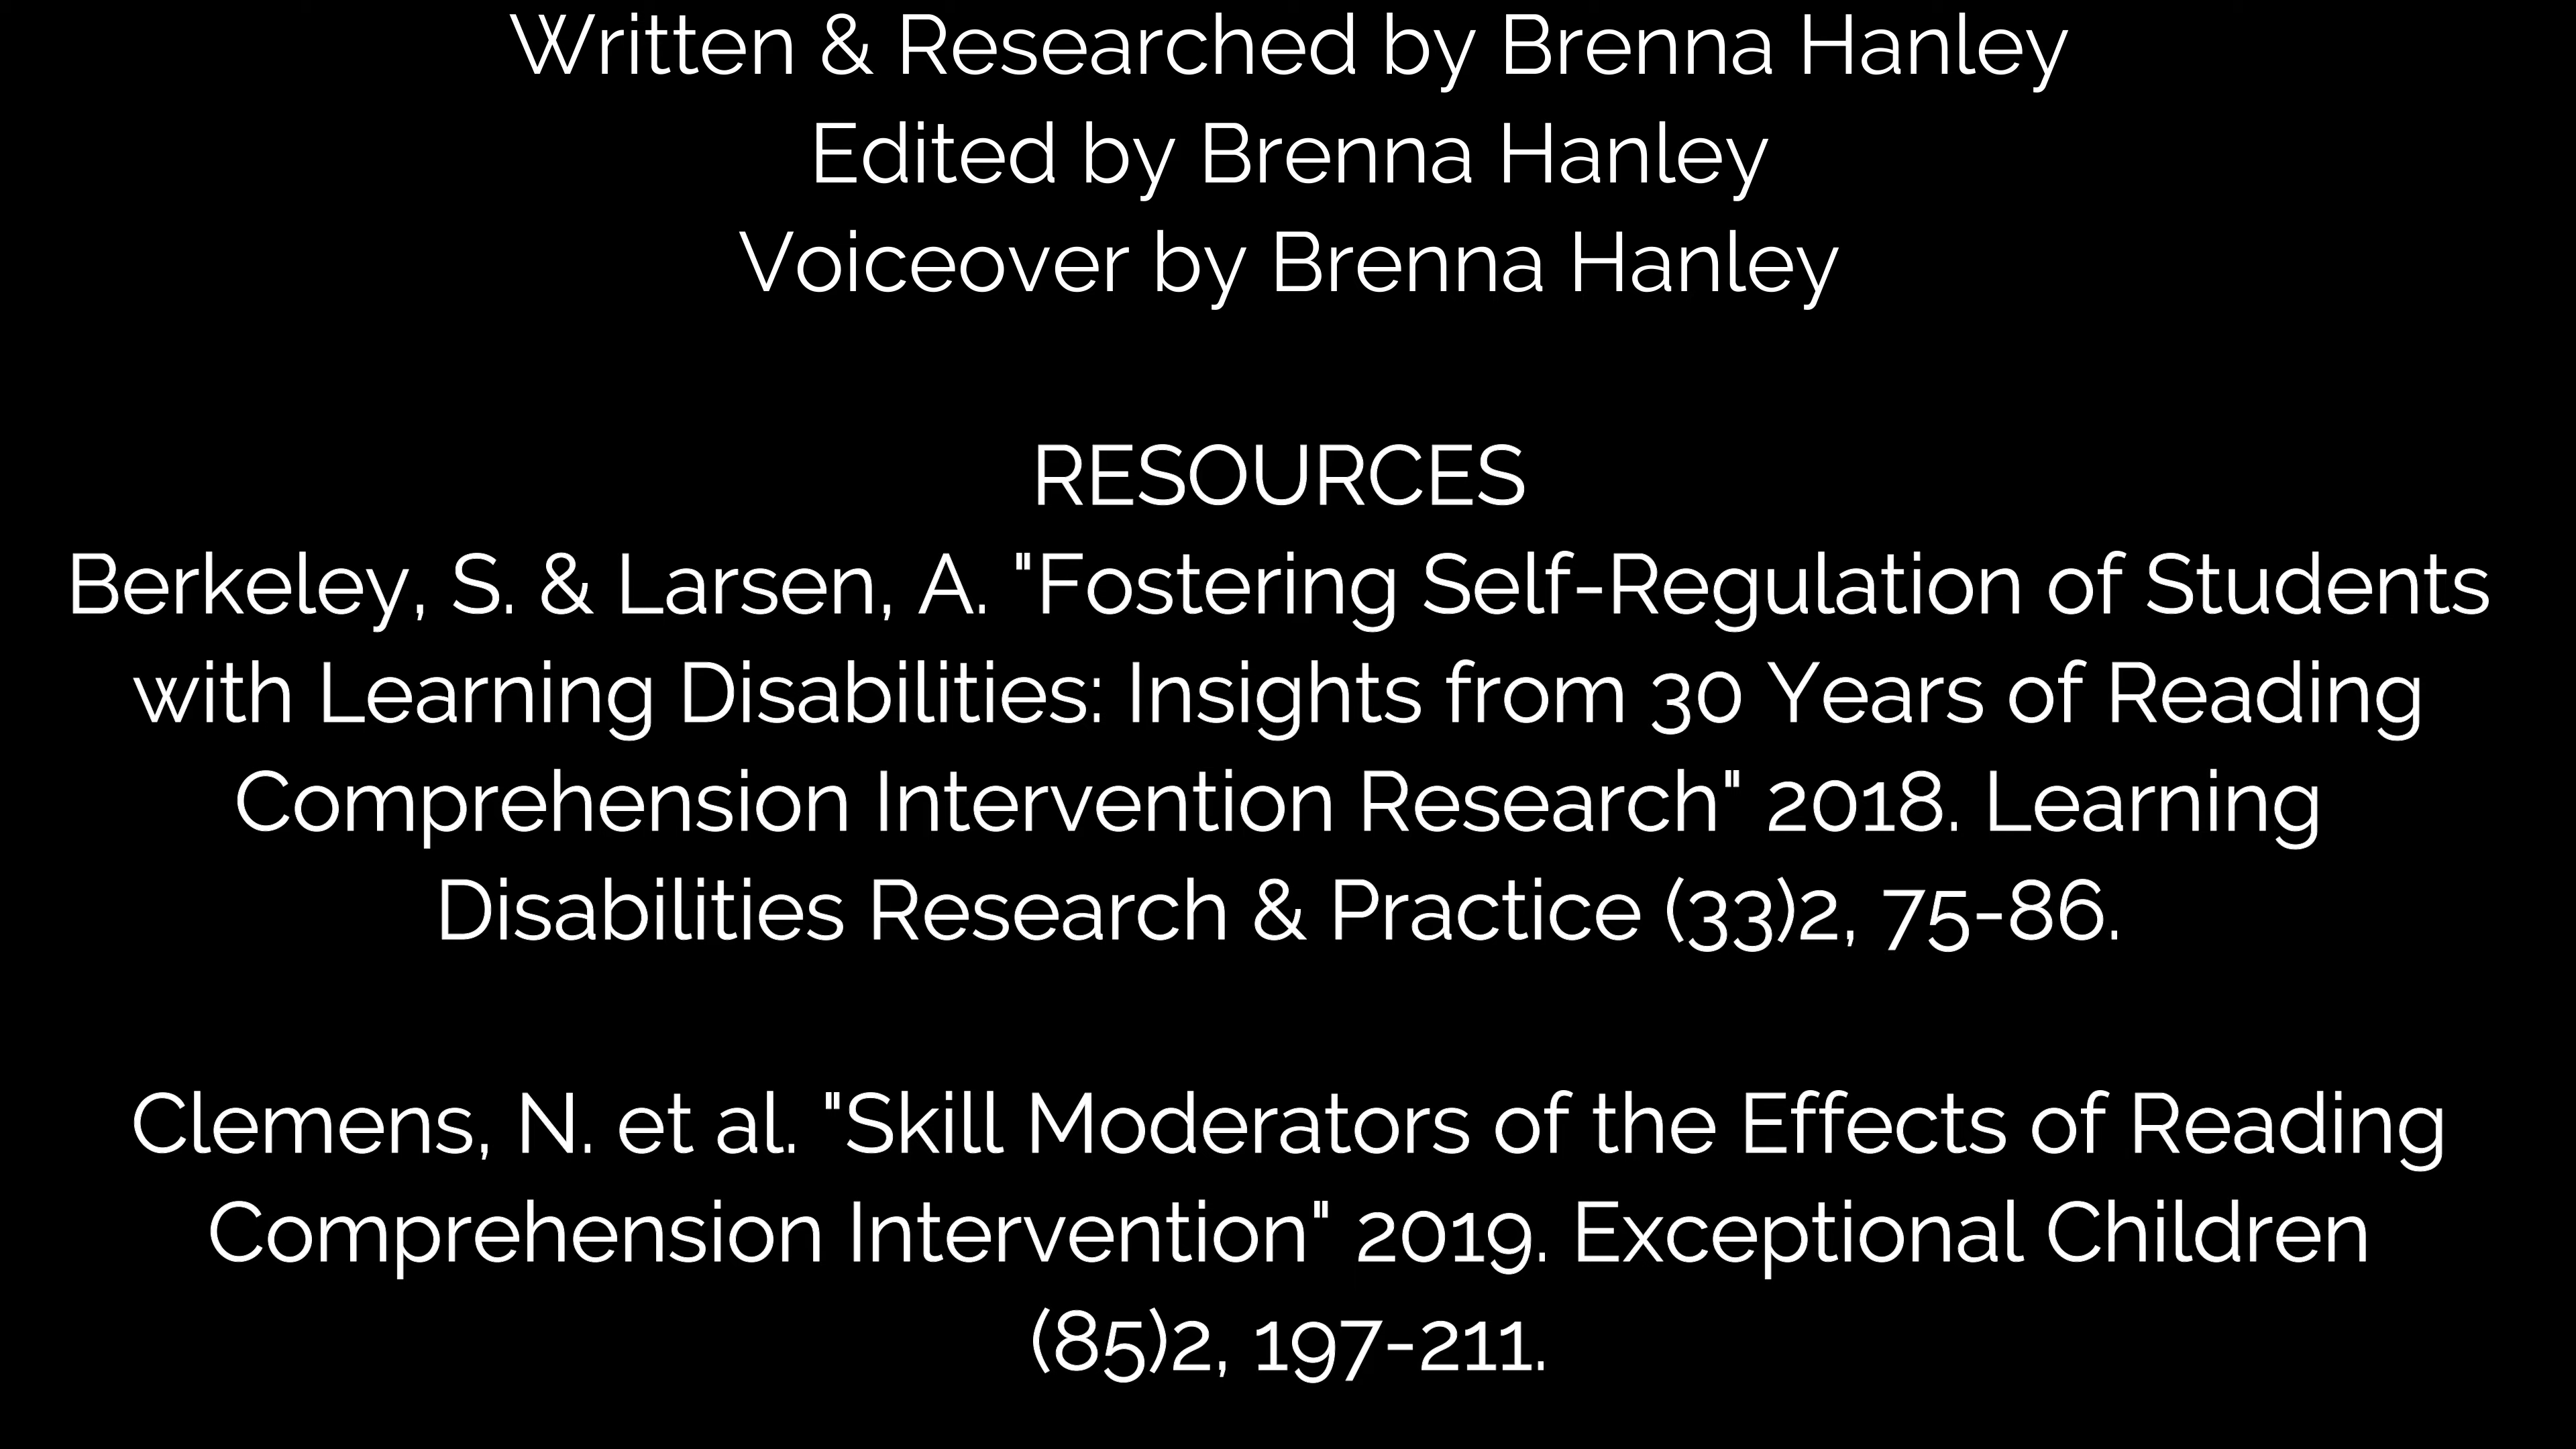 Written & Researched by Brenna Hanley
Edited by Brenna Hanley
Voiceover by Brenna Hanley
RESOURCES
Berkeley, S. & Larsen, A. "Fostering Self-Regulation of Students
with Learning Disabilities: Insights from 30 Years of Reading
Comprehension Intervention Research" 2018. Learning
Disabilities Research & Practice (33)2, 75-86.
Clemens, N. et al. "Skill Moderators of the Effects of Reading
Comprehension Intervention" 2019. Exceptional Children
(85)2, 197-211.